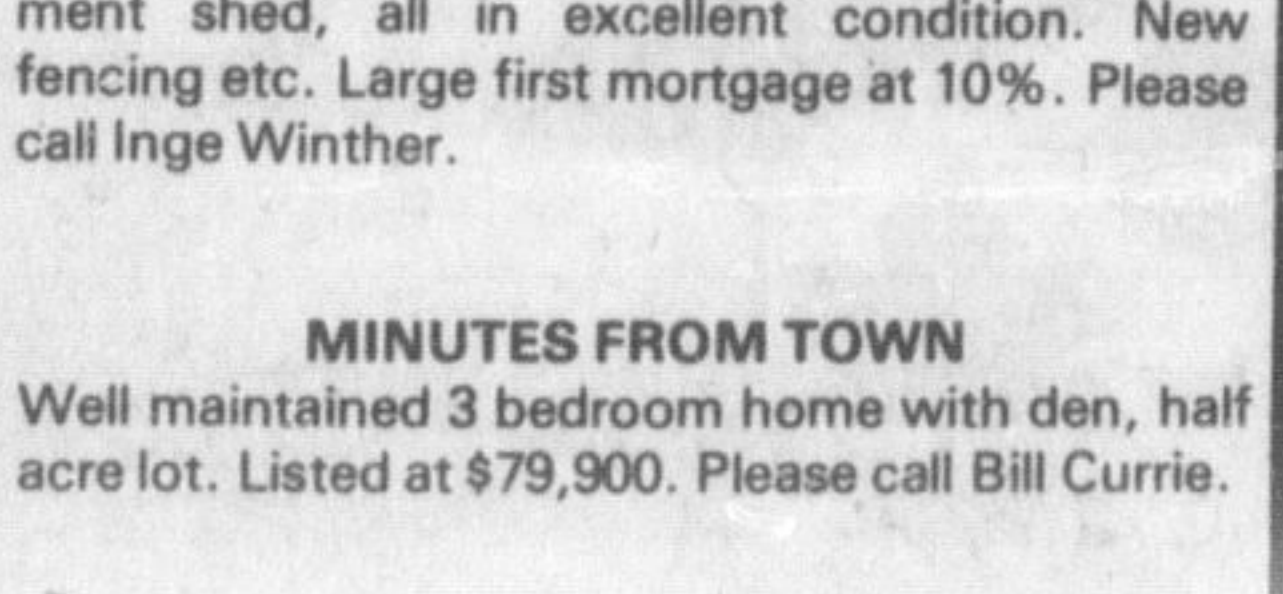 ment shed, all in excellent condition. New
fencing etc. Large first mortgage at 10%. Please
call Inge Winther.
MINUTES FROM TOWN
Well maintained 3 bedroom home with den, half
acre lot. Listed at $79,900. Please call Bill Currie.